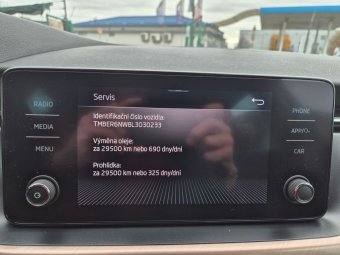 Servis
Identifikační číslo vozidla:
TMBER6NW8L3030233
Výměna oleje:
za 29500 km nebo 690 dny/dní
Prohlídka:
za 29500 km nebo 325 dny/dní
RADIO
MEDIA
MENU
PHONE
APP/
CAR